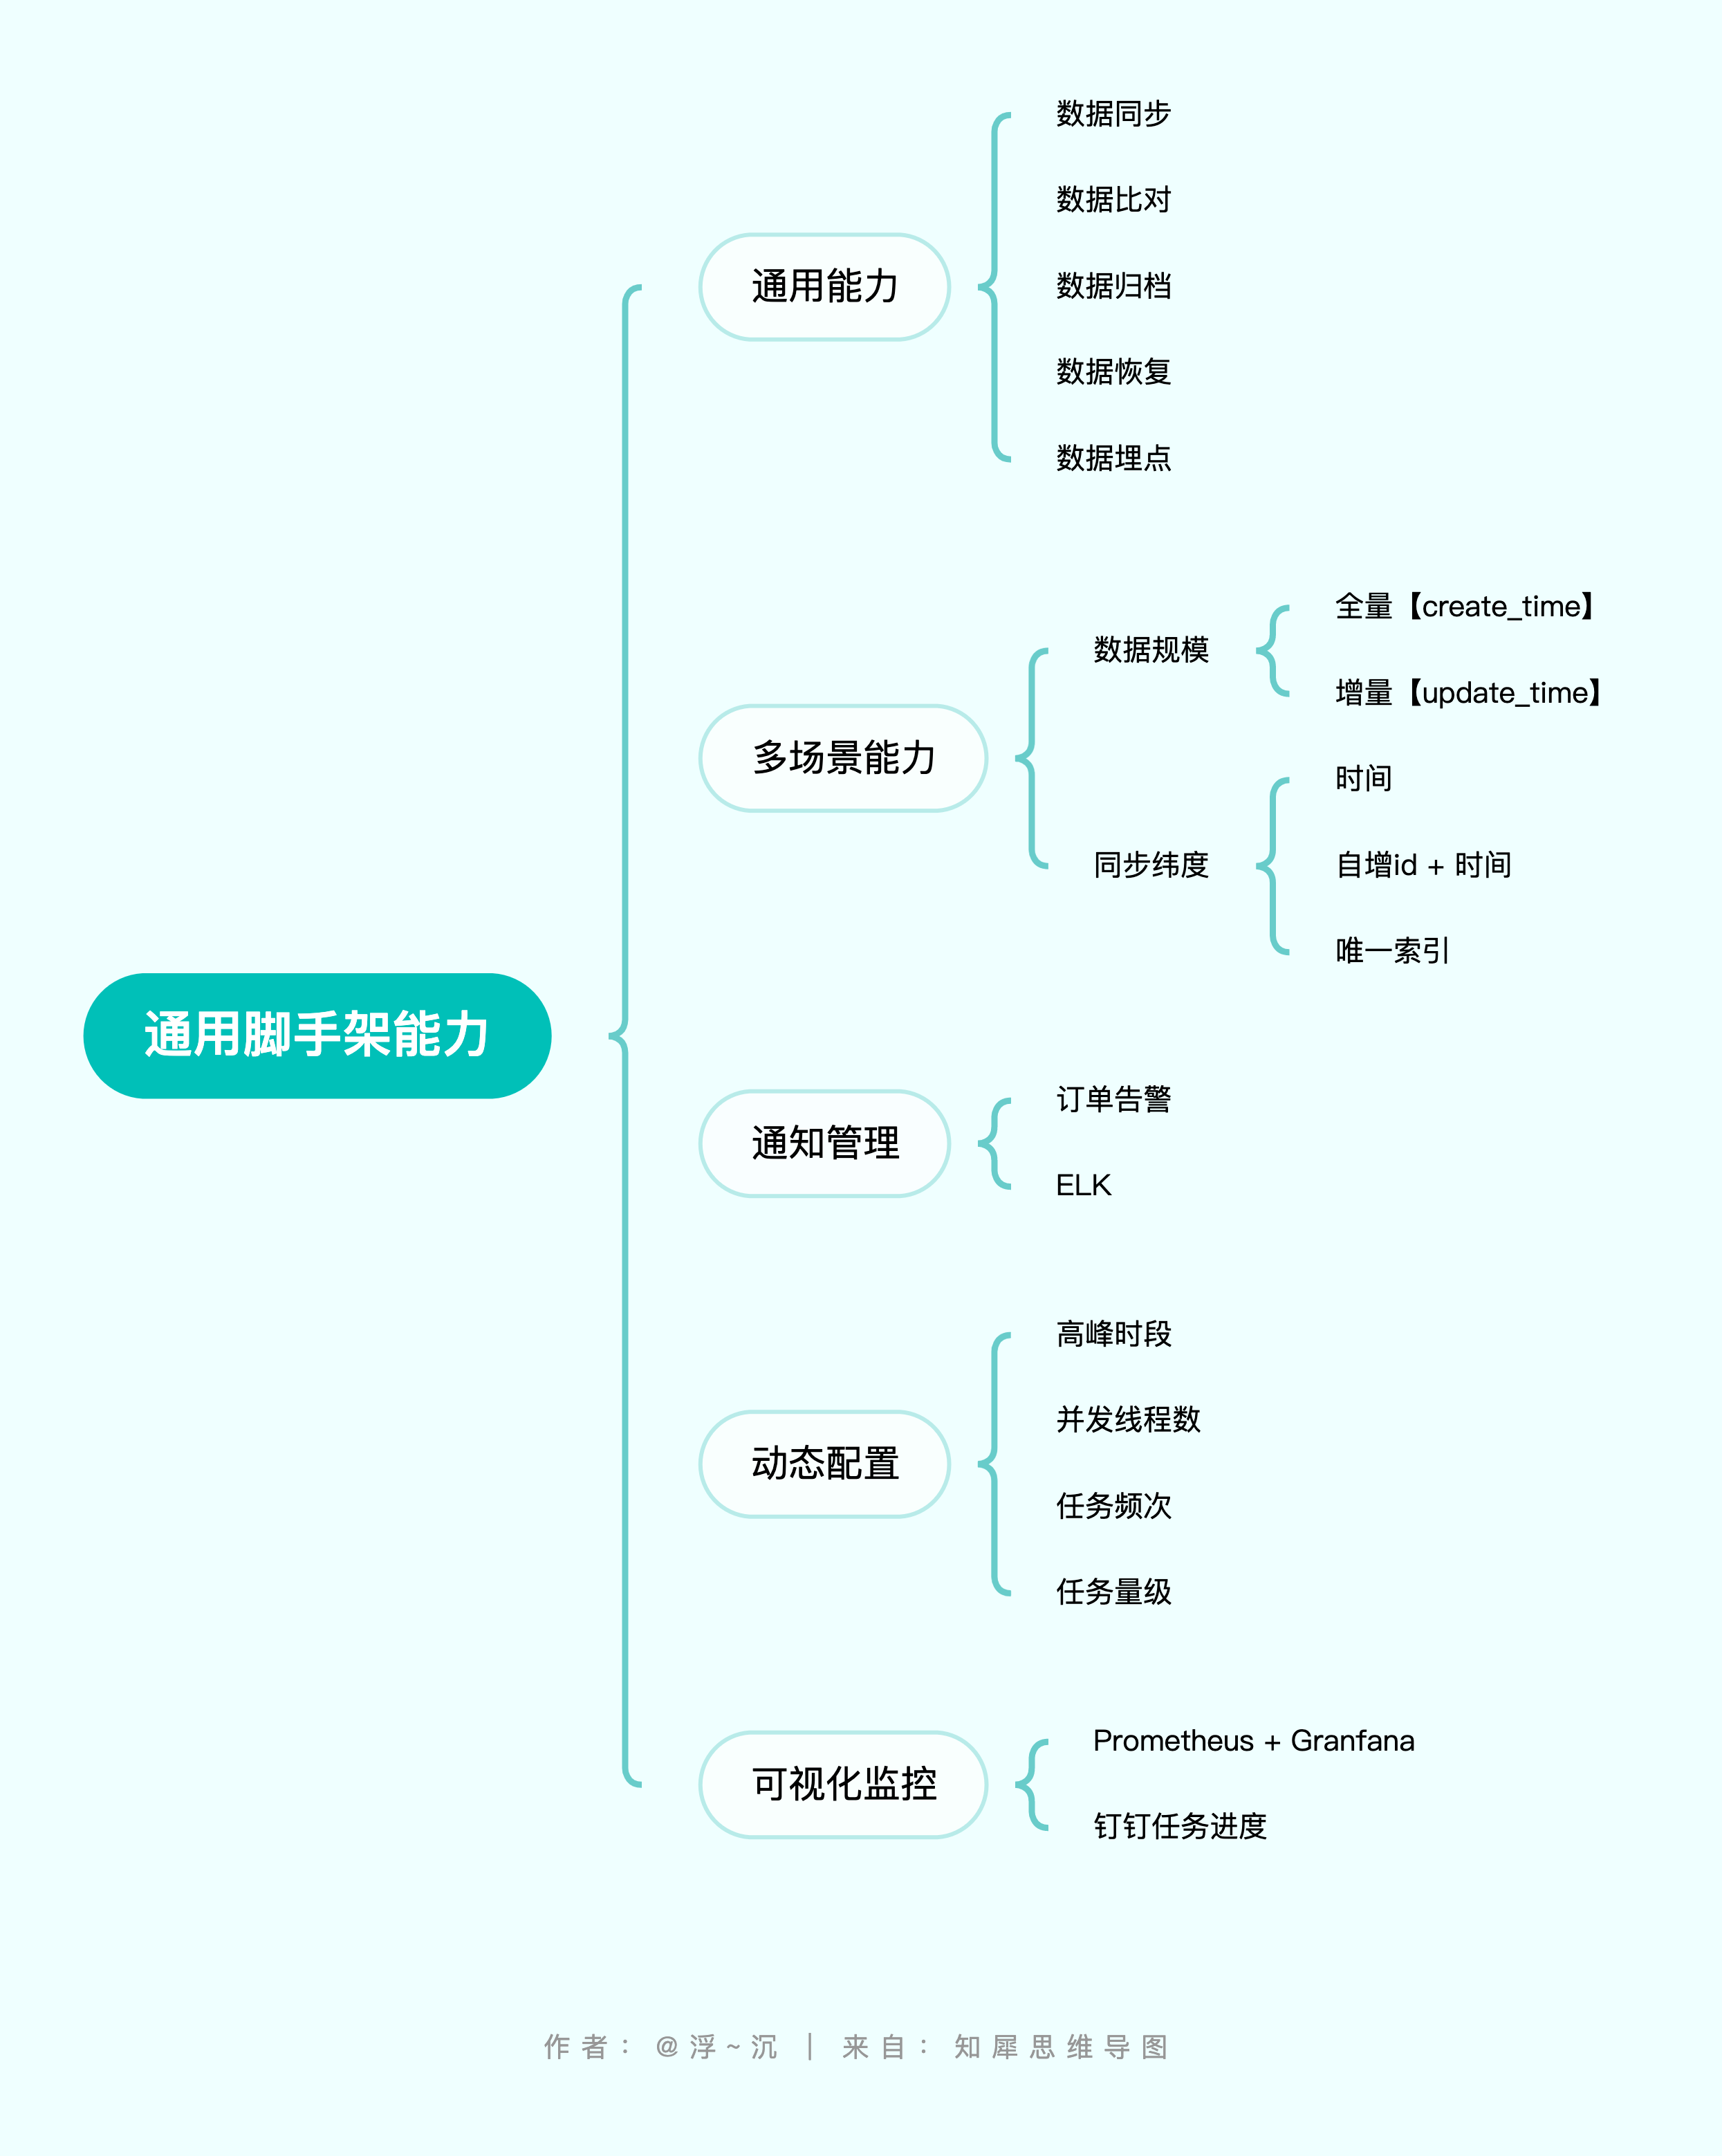 通用脚手架能力
通用能力
数据同步
数据比对
数据归档
数据恢复
数据埋点
多场景能力
数据规模
全量【create_time】
增量【update_time】
同步纬度
时间
自增id + 时间
唯一索引
通知管理
订单告警
ELK
动态配置
高峰时段
并发线程数
任务频次
任务量级
可视化监控
Prometheus + Granfana
钉钉任务进度
作者：@浮~沉 | 来自：知犀思维导图